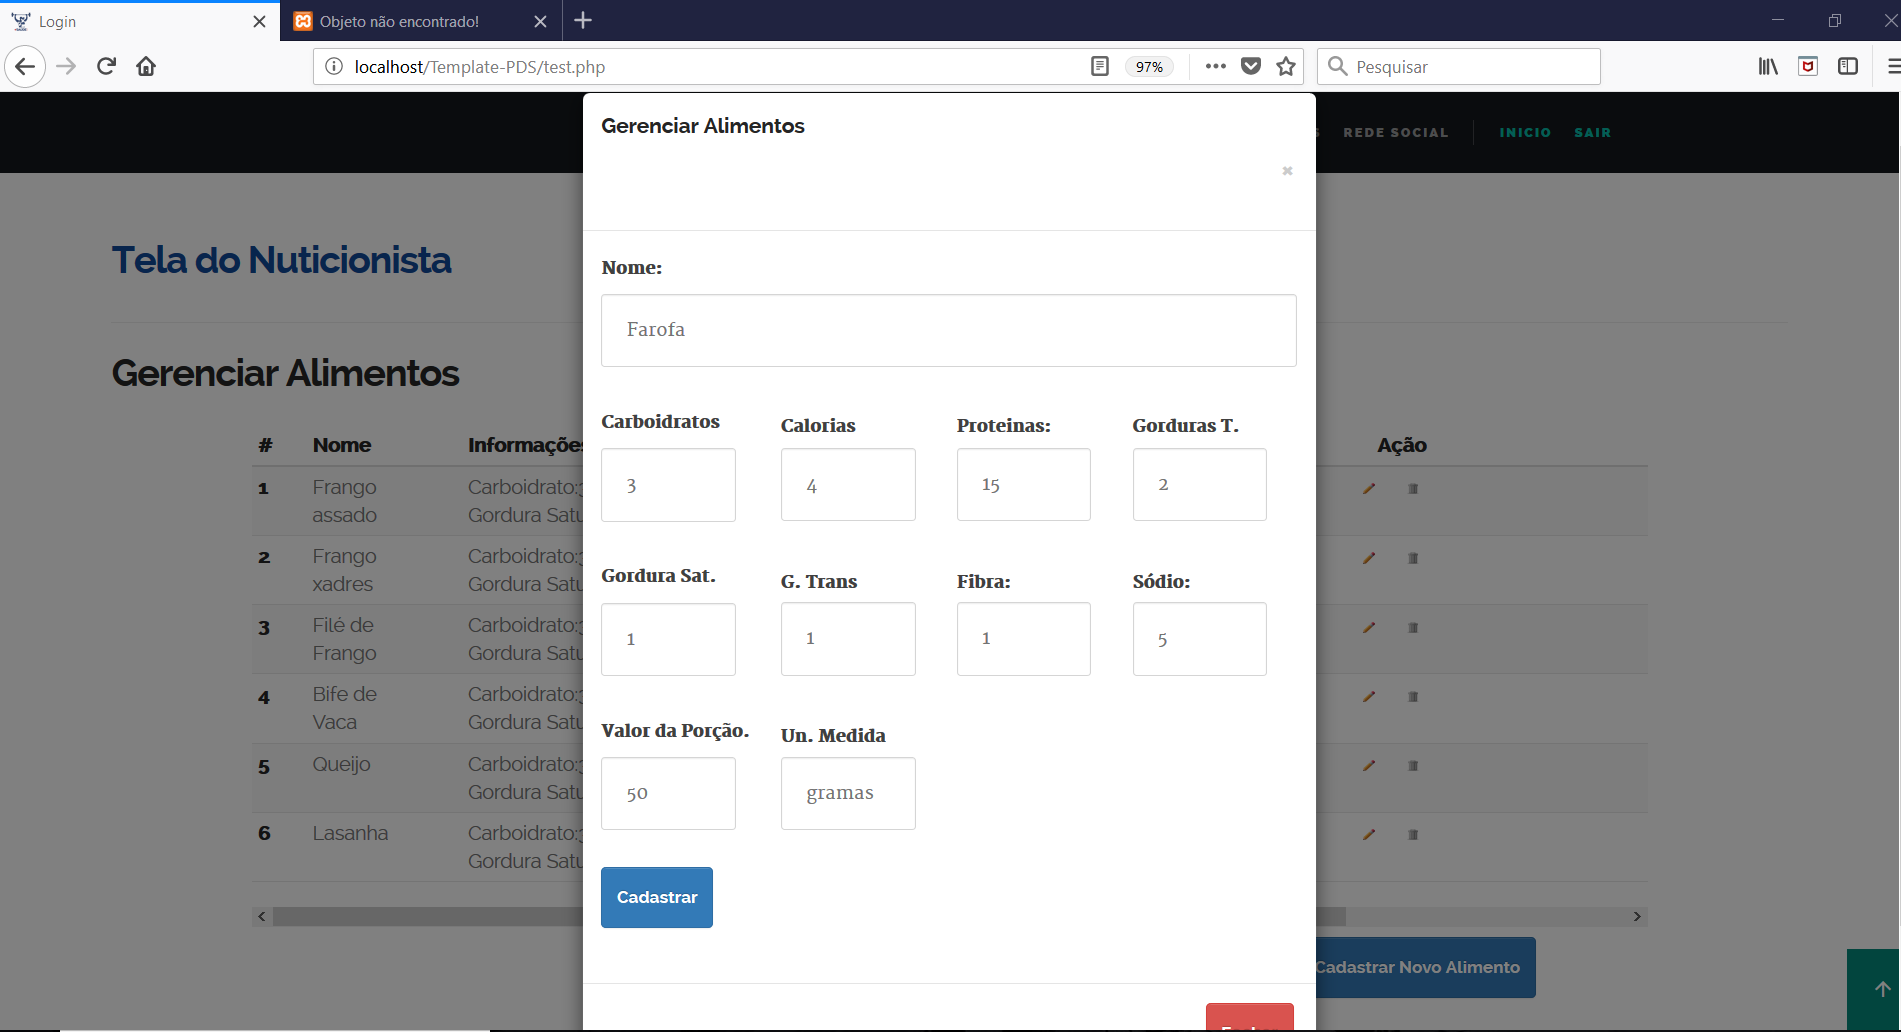 Login
Objeto não encontrado!
localhost/Template-PDS/test.php
97%
Pesquisar
Gerenciar Alimentos
S REDE SOCIAL INICIO SAIR
Tela do Nuticionista
Nome:
Farofa
Gerenciar Alimentos
Carboidratos Calorias Proteinas: Gorduras T.
3 4 15 2
# Nome Informações Ação
1 Frango assado Carboidrato:
Gordura Satu
2 Frango xadres Carboidrato:
Gordura Satu
3 Filé de Frango Carboidrato:
Gordura Satu
4 Bife de Vaca Carboidrato:
Gordura Satu
5 Queijo Carboidrato:
Gordura Satu
6 Lasanha Carboidrato:
Gordura Satu
Gordura Sat. G. Trans Fibra: Sódio:
1 1 1 5
Valor da Porção. Un. Medida
50 gramas
Cadastrar
Cadastrar Novo Alimento